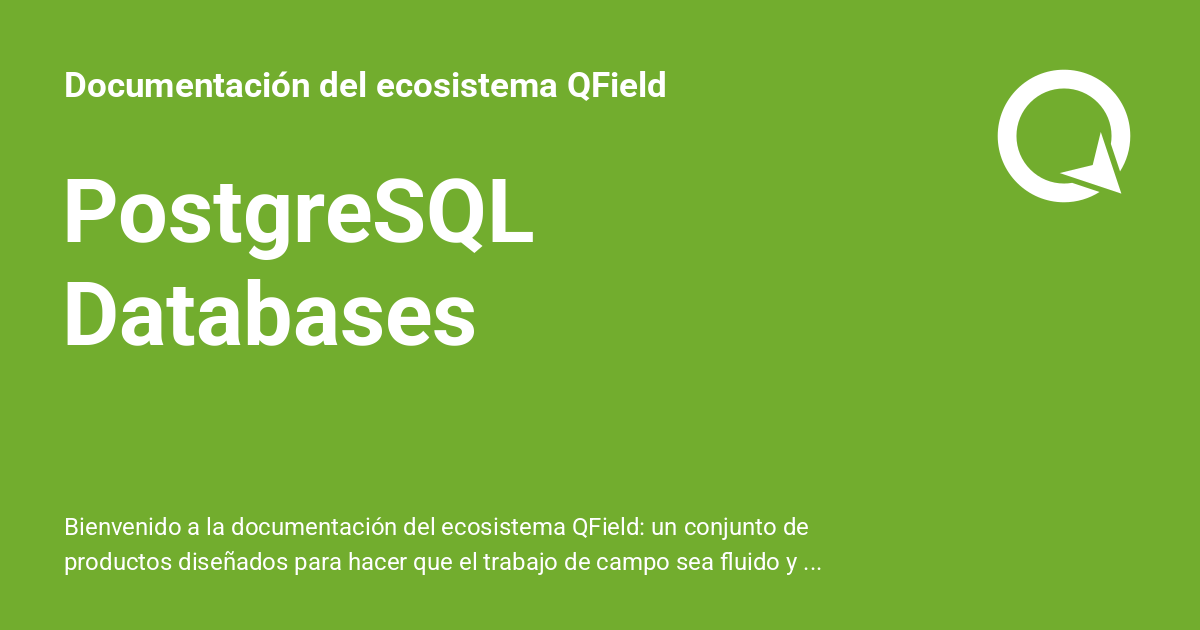 Documentación del ecosistema QField
PostgreSQL
Databases
Bienvenido a la documentación del ecosistema QField: un conjunto de
productos diseñados para hacer que el trabajo de campo sea fluido y ...